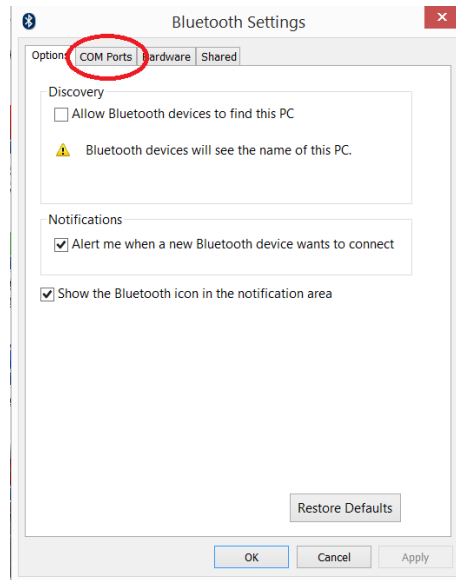 Bluetooth Settings
Options COM Ports Hardware Shared
Discovery
Allow Bluetooth devices to find this PC
Bluetooth devices will see the name of this PC.
Notifications
Alert me when a new Bluetooth device wants to connect
Show the Bluetooth icon in the notification area
Restore Defaults
OK Cancel Apply